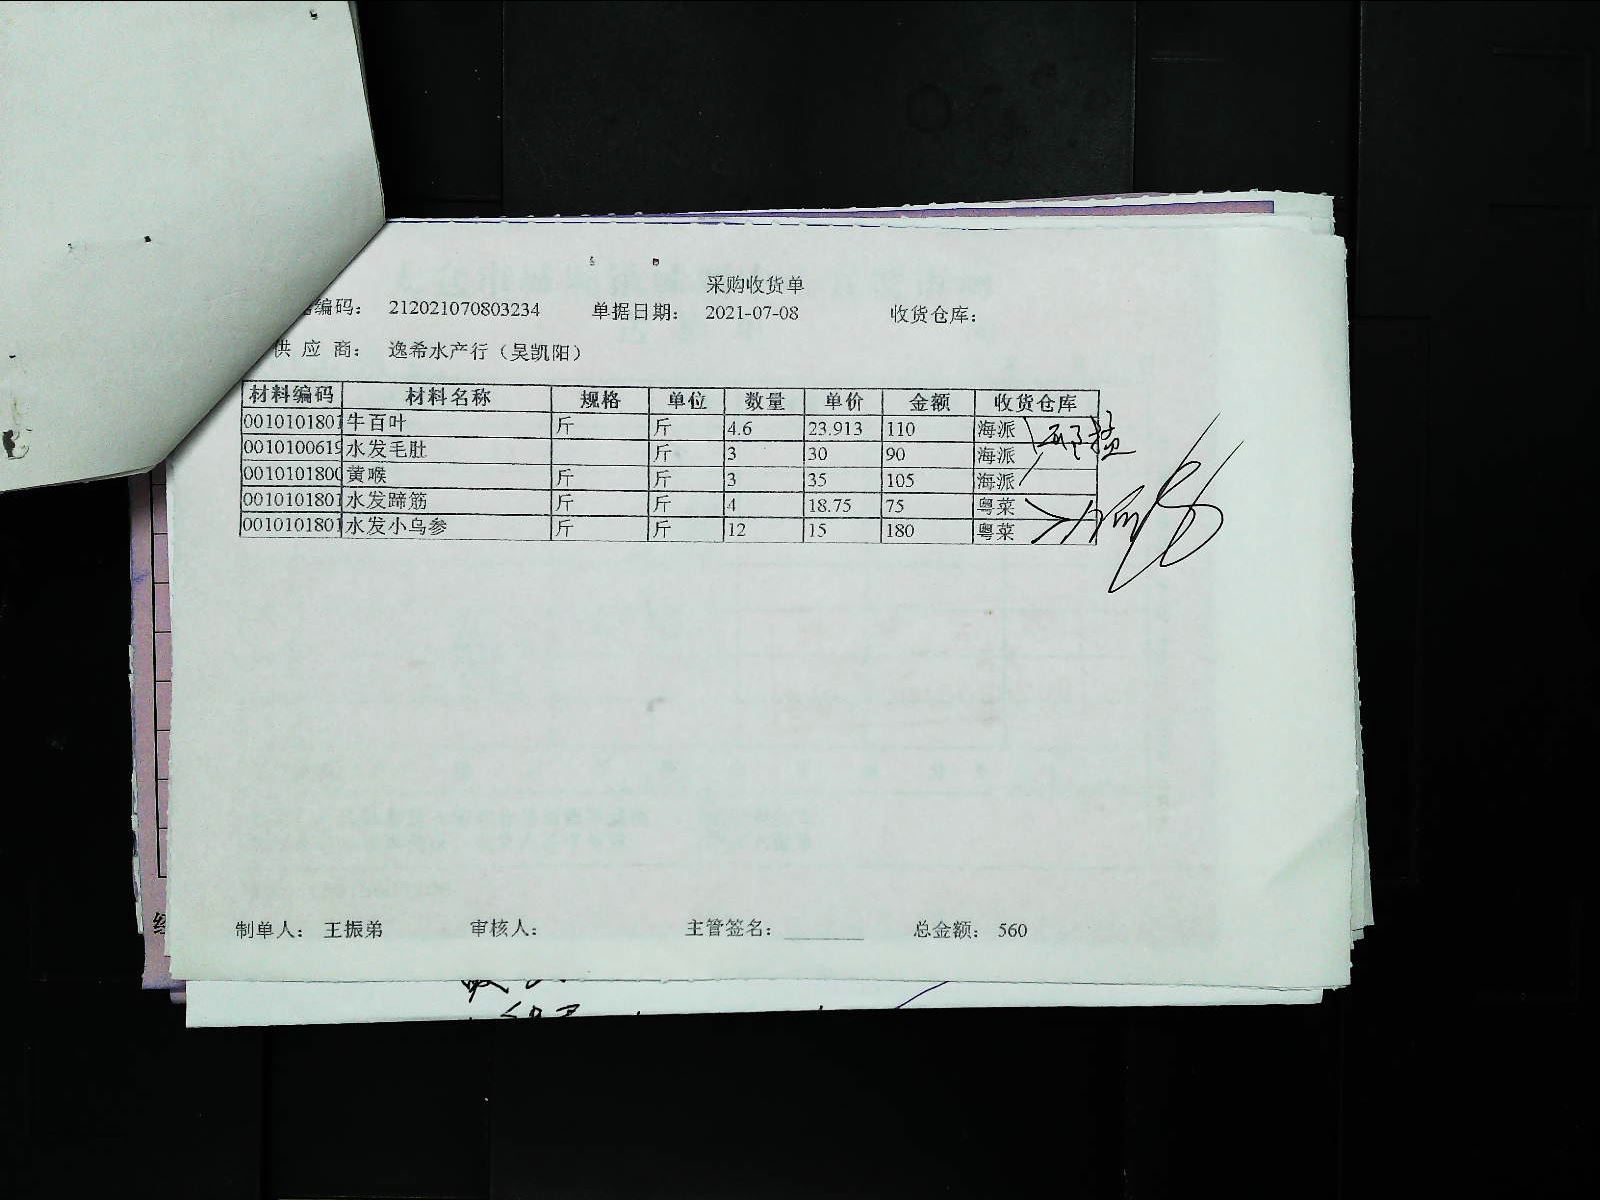 采购收货单
编码： 212021070803234 单据日期： 2021-07-08 收货仓库：
供 应 商： 逸希水产行（吴凯阳）
材料编码 材料名称 规格 单位 数量 单价 金额 收货仓库
0010101801 牛百叶 斤 斤 4.6 23.913 110 海派
0010100619 水发毛肚 斤 3 30 90 海派
0010101800 黄喉 斤 斤 3 35 105 海派
0010101801 水发蹄筋 斤 斤 4 18.75 75 粤菜
0010101801 水发小乌参 斤 斤 12 15 180 粤菜
制单人： 王振弟 审核人： 主管签名： 总金额： 560